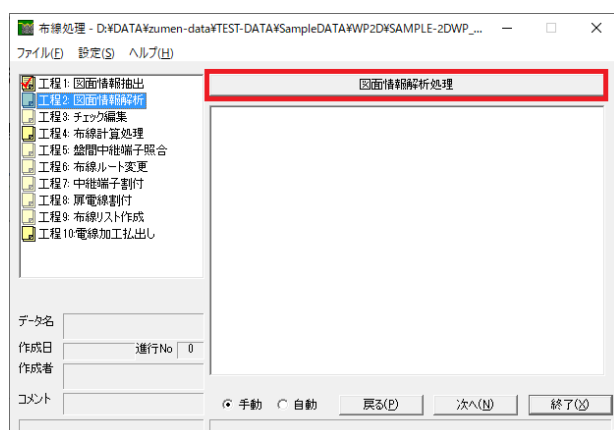 布線処理 - D:¥DATA¥zumen-data¥TEST-DATA¥SampleDATA¥WP2D¥SAMPLE-2DWP_...
ファイル(F) 設定(S) ヘルプ(H)
工程1: 図面情報抽出
工程2: 図面情報解析
工程3: チェック編集
工程4: 布線計算処理
工程5: 盤間中継端子照合
工程6: 布線ルート変更
工程7: 中継端子割付
工程8: 扉電線割付
工程9: 布線リスト作成
工程10:電線加工払出し
図面情報解析処理
データ名
作成日 進行No 0
作成者
コメント
手動 自動 戻る(P) 次へ(N) 終了(X)